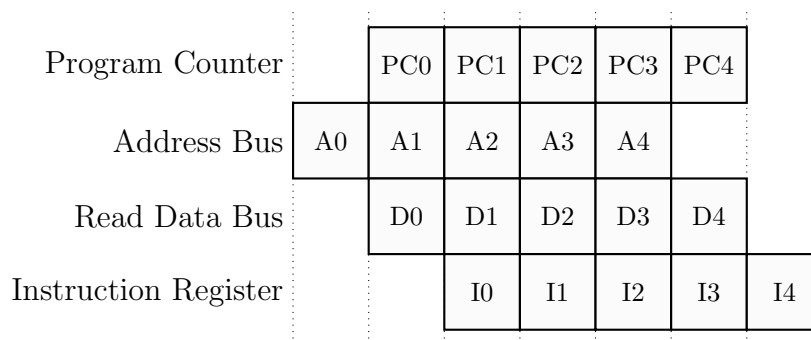 Program Counter PC0 PC1 PC2 PC3 PC4
Address Bus A0 A1 A2 A3 A4
Read Data Bus D0 D1 D2 D3 D4
Instruction Register I0 I1 I2 I3 I4